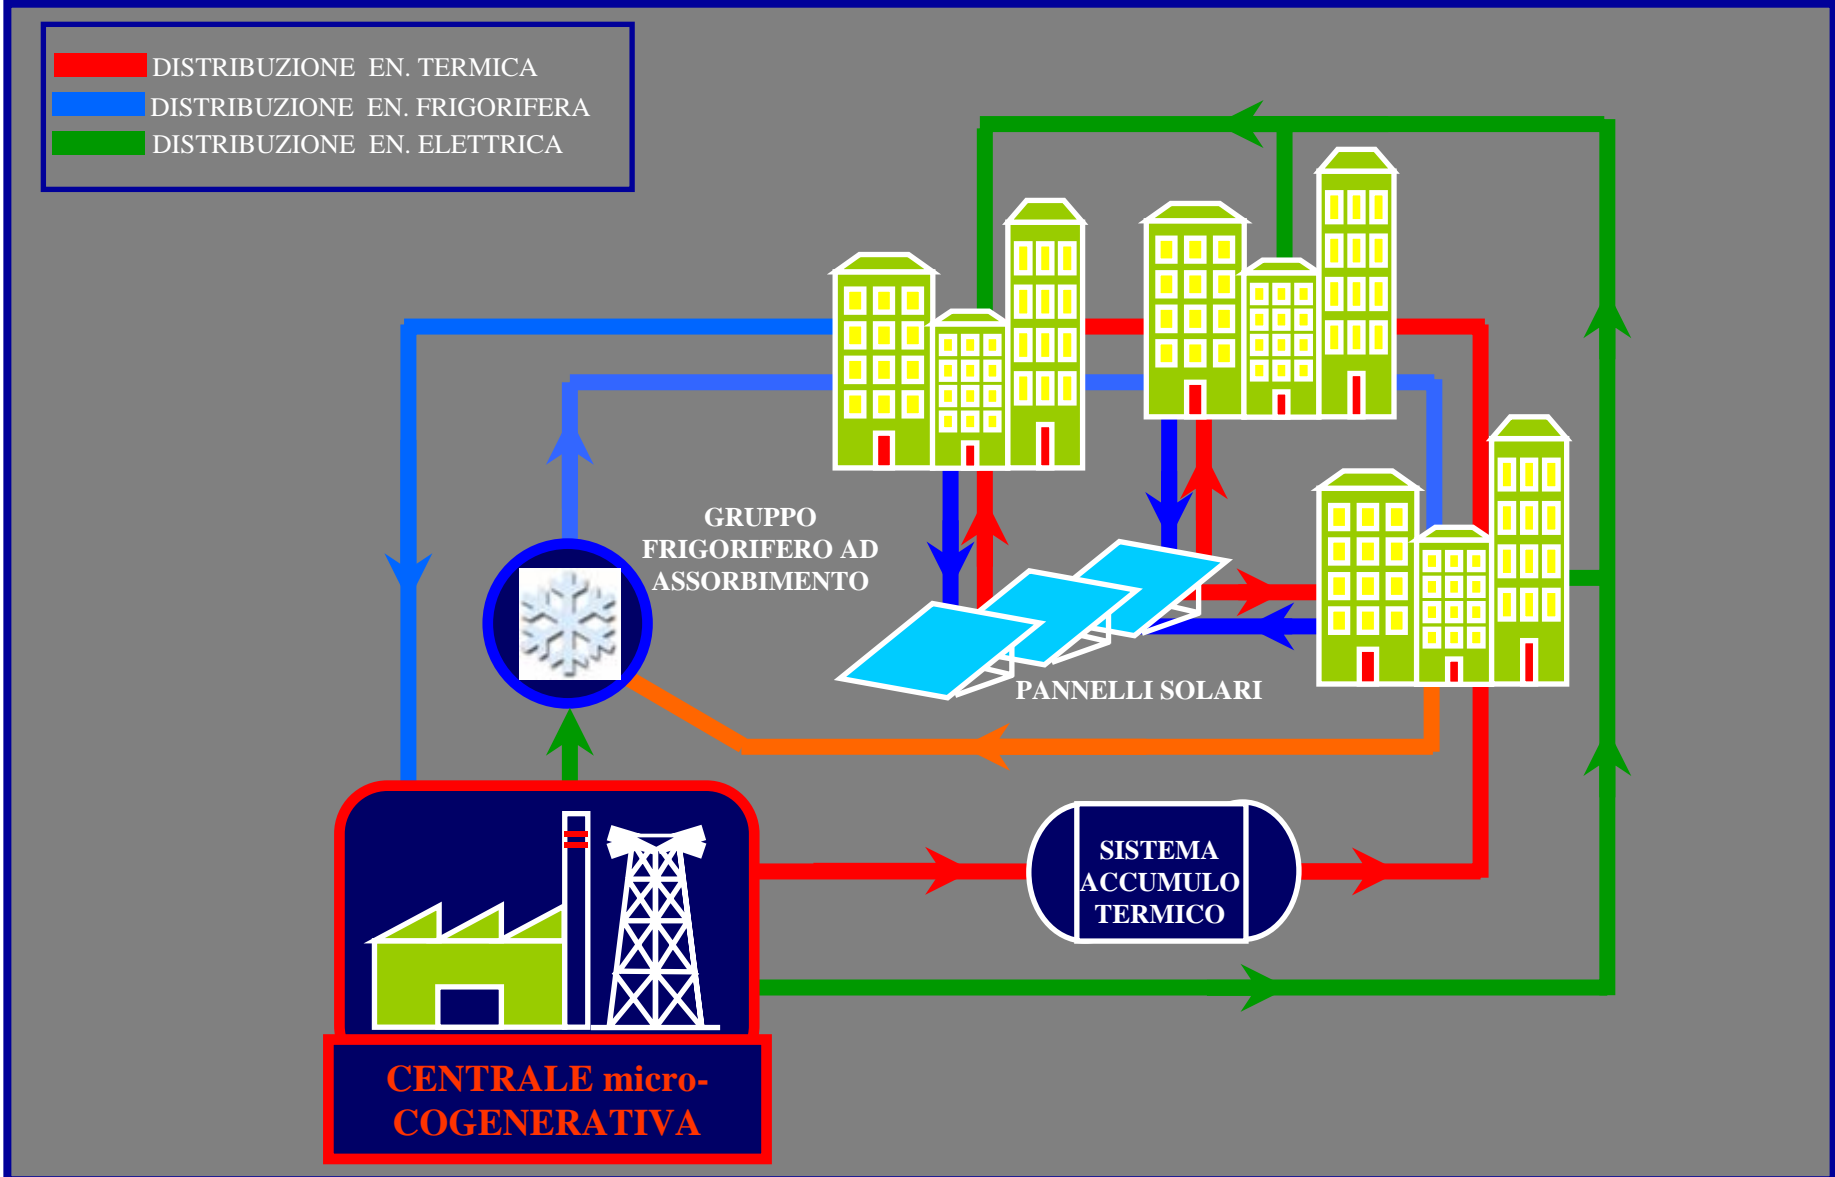 DISTRIBUZIONE EN. TERMICA
DISTRIBUZIONE EN. FRIGORIFERA
DISTRIBUZIONE EN. ELETTRICA
GRUPPO
FRIGORIFERO AD
ASSORBIMENTO
PANNELLI SOLARI
SISTEMA
ACCUMULO
TERMICO
CENTRALE micro-
COGENERATIVA